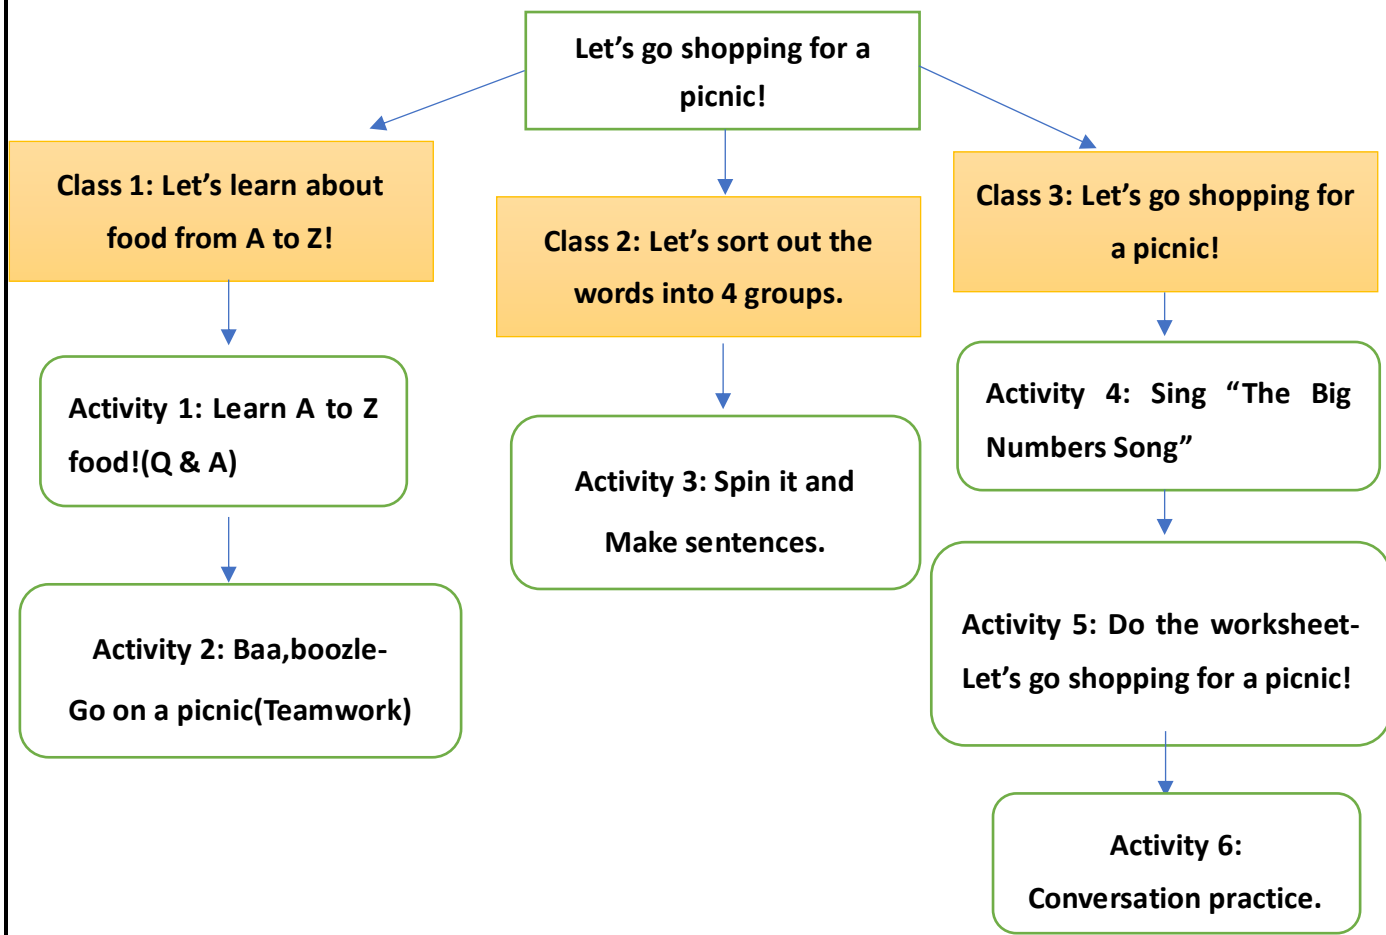 Let’s go shopping for a
picnic!
Class 1: Let’s learn about
food from A to Z!
Activity 1: Learn A to Z
food!(Q & A)
Activity 2: Baa,boozle-
Go on a picnic(Teamwork)
Class 2: Let’s sort out the
words into 4 groups.
Activity 3: Spin it and
Make sentences.
Class 3: Let’s go shopping for
a picnic!
Activity 4: Sing “The Big
Numbers Song”
Activity 5: Do the worksheet-
Let’s go shopping for a picnic!
Activity 6:
Conversation practice.